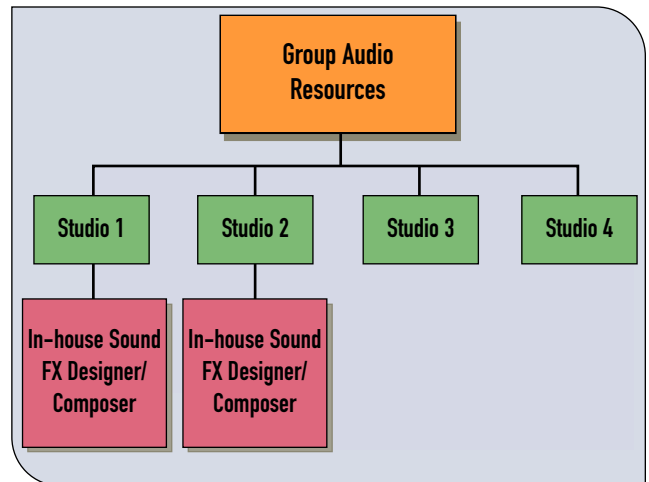 Group Audio
Resources
Studio 1
Studio 2
Studio 3
Studio 4
In-house Sound
FX Designer/
Composer
In-house Sound
FX Designer/
Composer